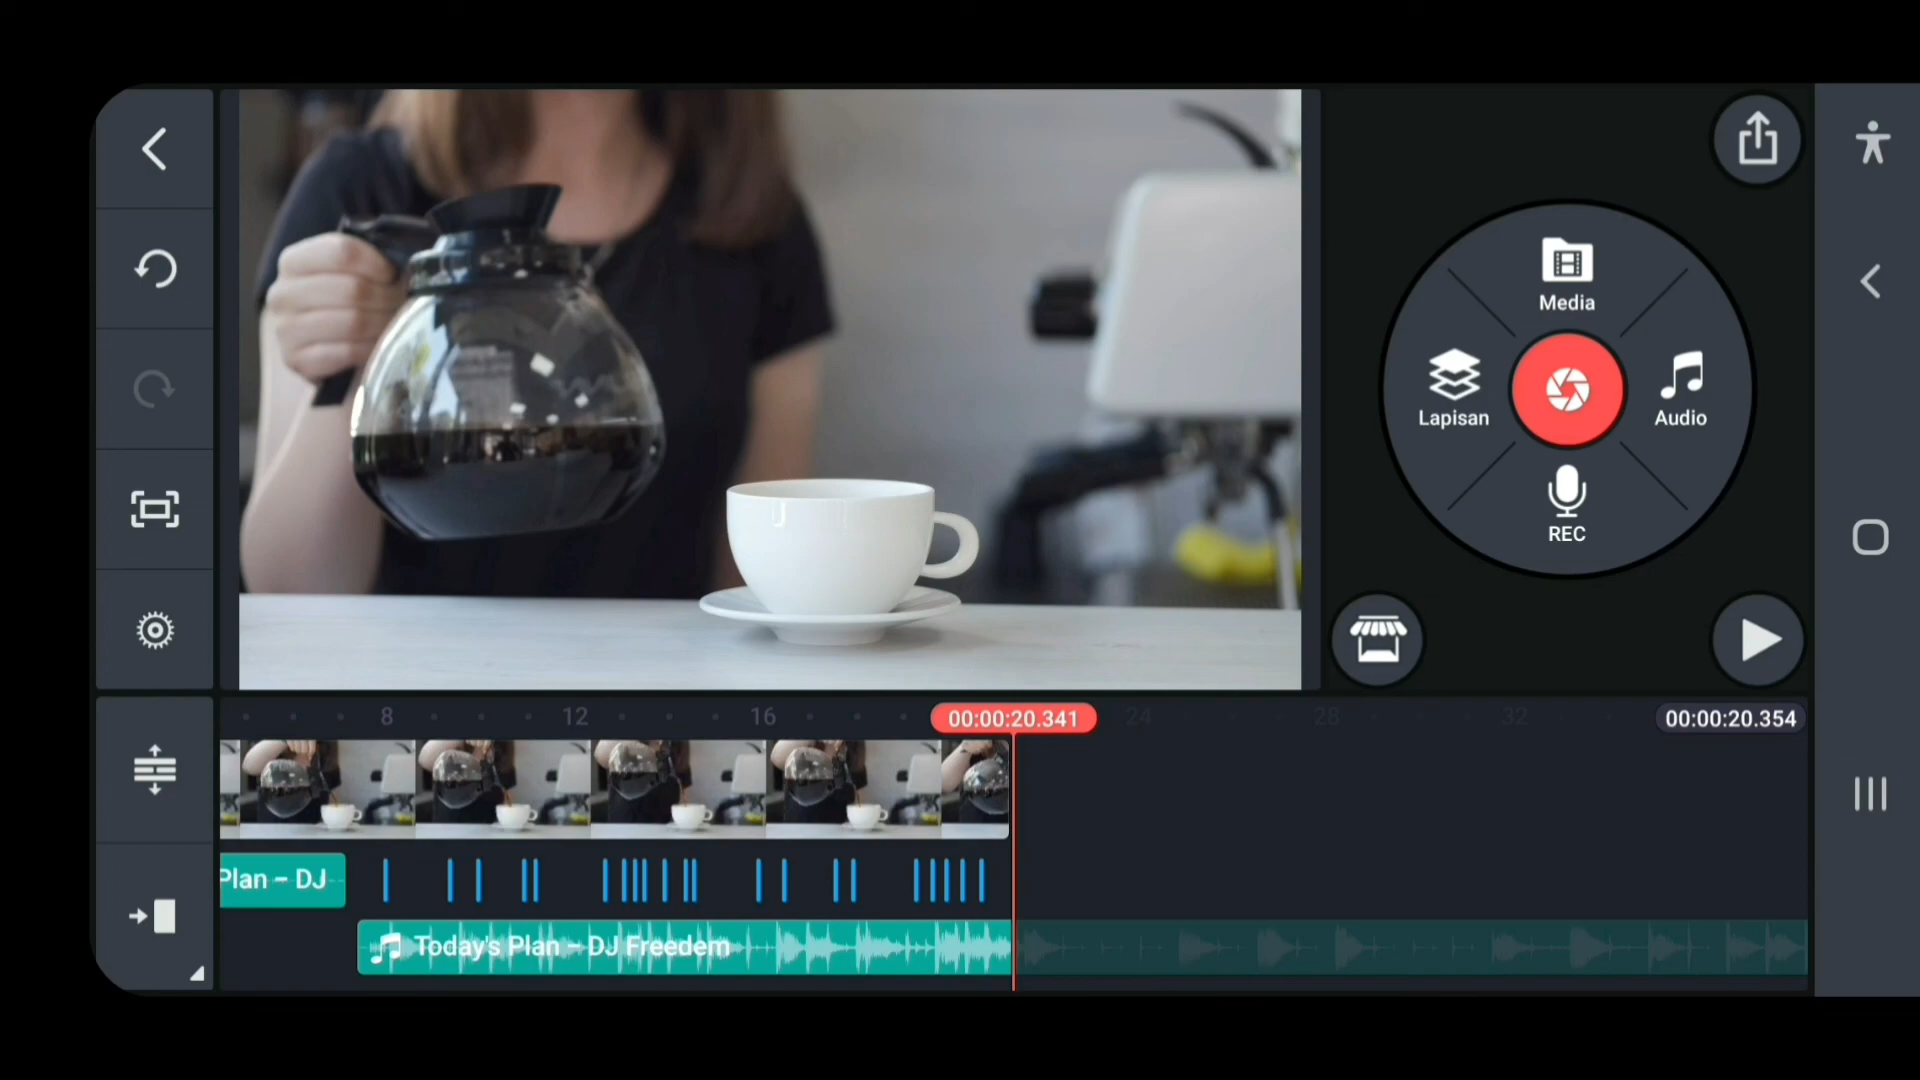 Media
Lapisan
Audio
REC
8
12
16
00:00:20.341
24
28
32
00:00:20.354
Plan – DJ
Today's Plan – DJ Freedem